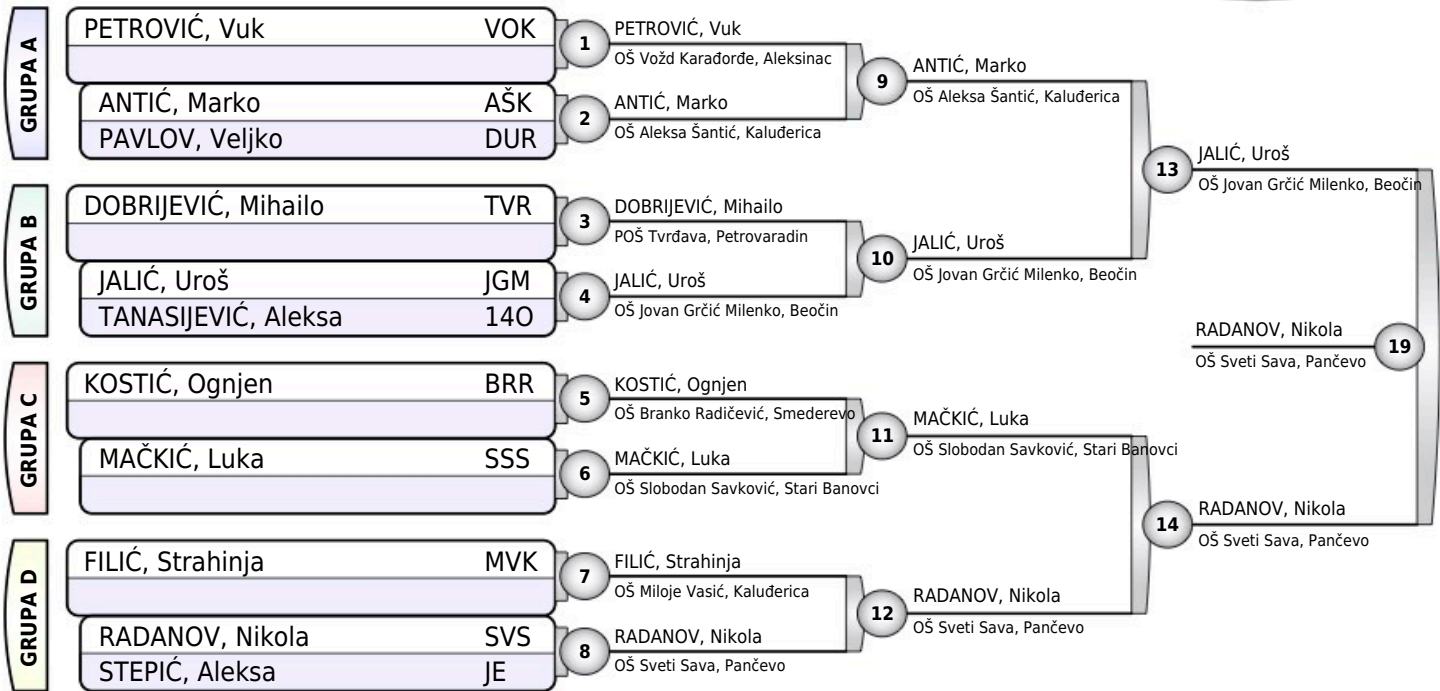 GRUPA A
PETROVIĆ, Vuk VOK
ANTIĆ, Marko AŠK
PAVLOV, Veljko DUR
GRUPA B
DOBRIJEVIĆ, Mihailo TVR
JALIĆ, Uroš JGM
TANASIJEVIĆ, Aleksa 14O
GRUPA C
KOSTIĆ, Ognjen BRR
MAČKIĆ, Luka SSS
GRUPA D
FILIĆ, Strahinja MVK
RADANOV, Nikola SVS
STEPIĆ, Aleksa JE
1
PETROVIĆ, Vuk
OŠ Vožd Karađorđe, Aleksinac
2
ANTIĆ, Marko
OŠ Aleksa Šantić, Kaluđerica
3
DOBRIJEVIĆ, Mihailo
POŠ Tvrđava, Petrovaradin
4
JALIĆ, Uroš
OŠ Jovan Grčić Milenko, Beočin
5
KOSTIĆ, Ognjen
OŠ Branko Radičević, Smederevo
6
MAČKIĆ, Luka
OŠ Slobodan Savković, Stari Banovci
7
FILIĆ, Strahinja
OŠ Miloje Vasić, Kaluđerica
8
RADANOV, Nikola
OŠ Sveti Sava, Pančevo
9
ANTIĆ, Marko
OŠ Aleksa Šantić, Kaluđerica
10
JALIĆ, Uroš
OŠ Jovan Grčić Milenko, Beočin
11
MAČKIĆ, Luka
OŠ Slobodan Savković, Stari Banovci
12
RADANOV, Nikola
OŠ Sveti Sava, Pančevo
13
JALIĆ, Uroš
OŠ Jovan Grčić Milenko, Beočin
14
RADANOV, Nikola
OŠ Sveti Sava, Pančevo
RADANOV, Nikola
OŠ Sveti Sava, Pančevo
19